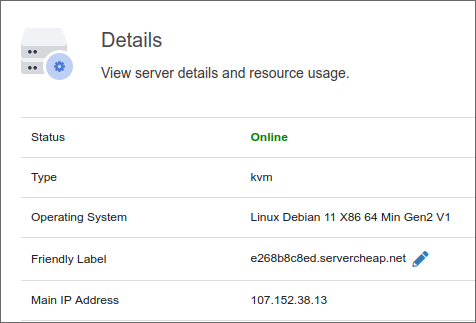 Details
View server details and resource usage.
Status Online
Type kvm
Operating System Linux Debian 11 X86 64 Min Gen2 V1
Friendly Label e268b8c8ed.servercheap.net
Main IP Address 107.152.38.13